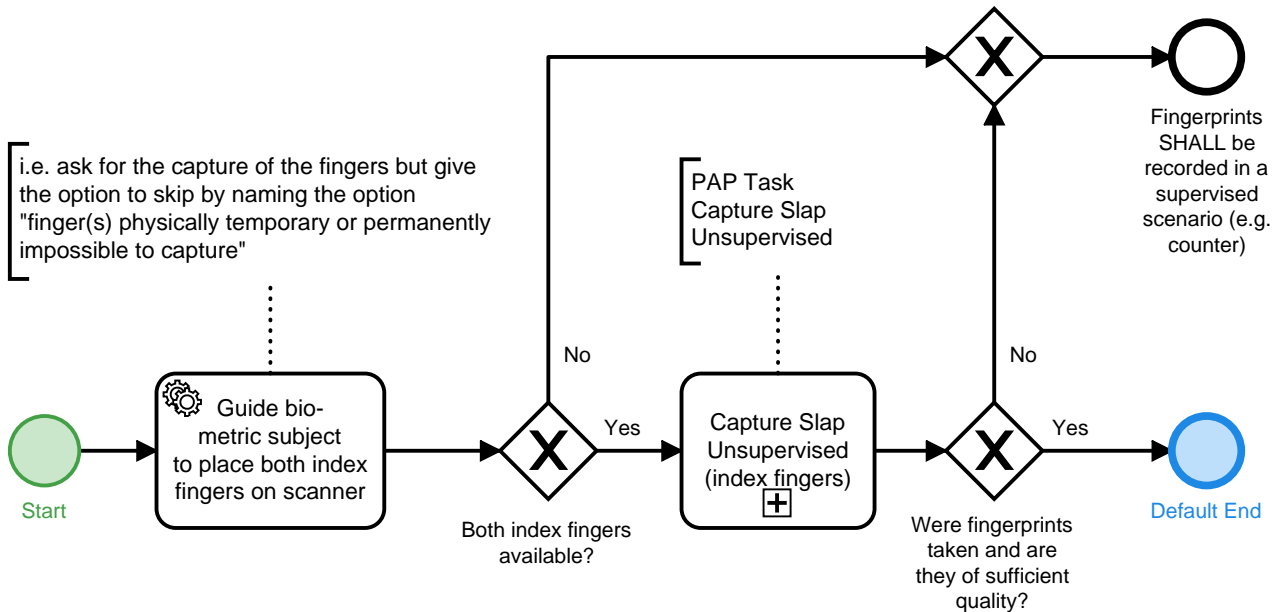 Fingerprints
SHALL be
recorded in a
supervised
scenario (e.g.
counter)
i.e. ask for the capture of the fingers but give
the option to skip by naming the option
"finger(s) physically temporary or permanently
impossible to capture"
PAP Task
Capture Slap
Unsupervised
No
No
Start
Guide bio-
metric subject
to place both index
fingers on scanner
Yes
Both index fingers
available?
Capture Slap
Unsupervised
(index fingers)
Yes
Were fingerprints
taken and are
they of sufficient
quality?
Default End